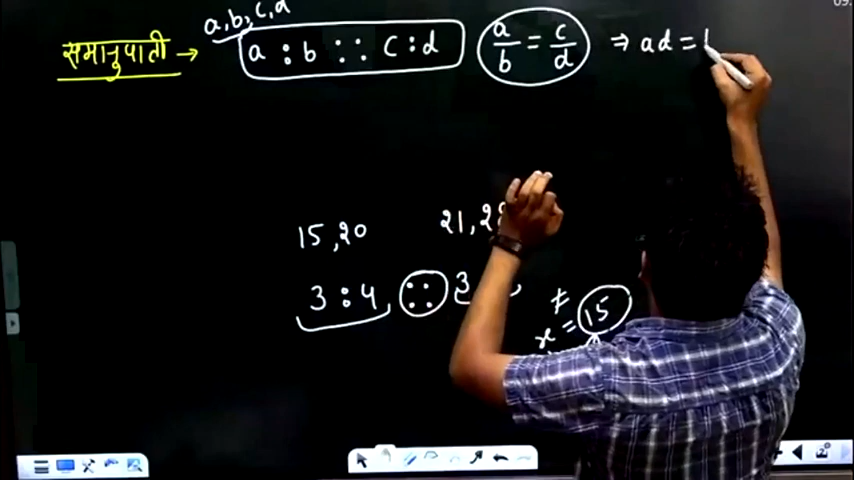 a, b, c, d
समानुपाती → a : b :: c : d a/b = c/d ⇒ ad =
15, 20 21, 2
3 : 4 :: 3
x = 15